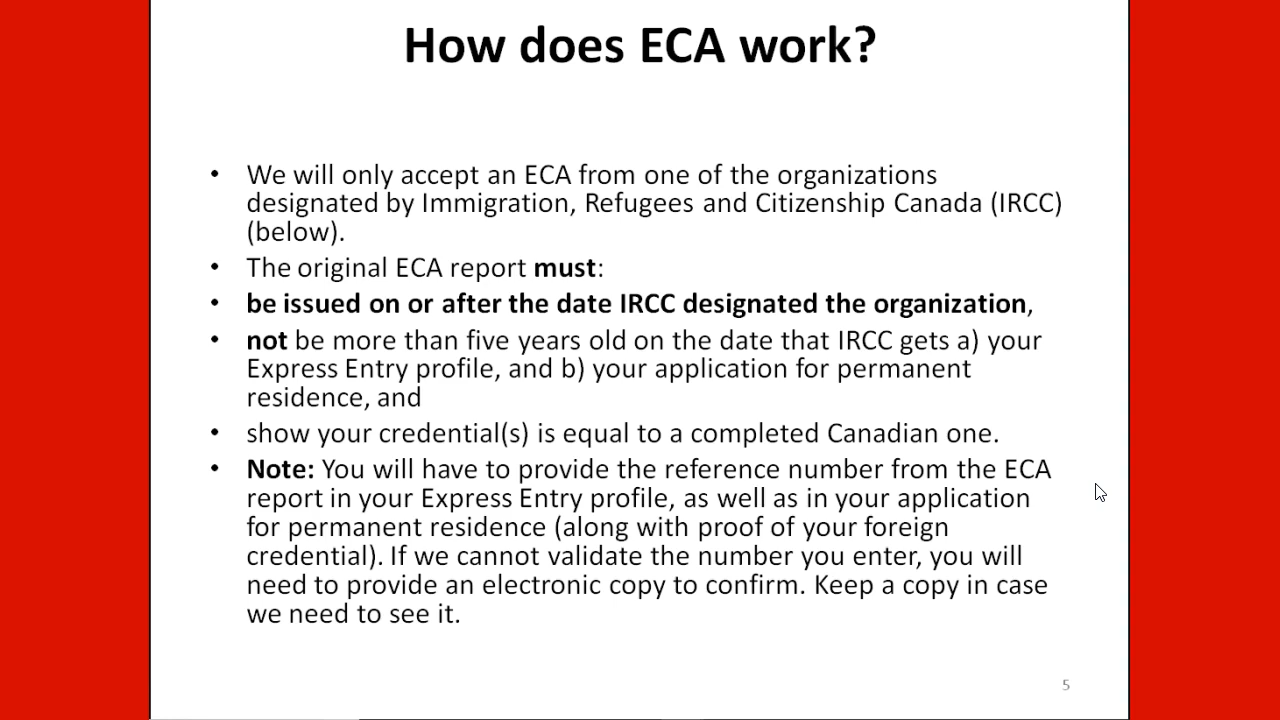 How does ECA work?
• We will only accept an ECA from one of the organizations
designated by Immigration, Refugees and Citizenship Canada (IRCC)
(below).
• The original ECA report must:
• be issued on or after the date IRCC designated the organization,
• not be more than five years old on the date that IRCC gets a) your
Express Entry profile, and b) your application for permanent
residence, and
• show your credential(s) is equal to a completed Canadian one.
• Note: You will have to provide the reference number from the ECA
report in your Express Entry profile, as well as in your application
for permanent residence (along with proof of your foreign
credential). If we cannot validate the number you enter, you will
need to provide an electronic copy to confirm. Keep a copy in case
we need to see it.
5